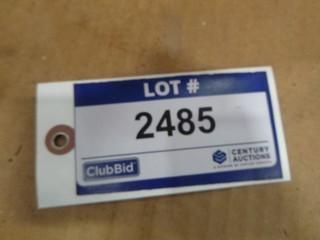 LOT #
2485
ClubBid
CENTURY
AUCTIONS